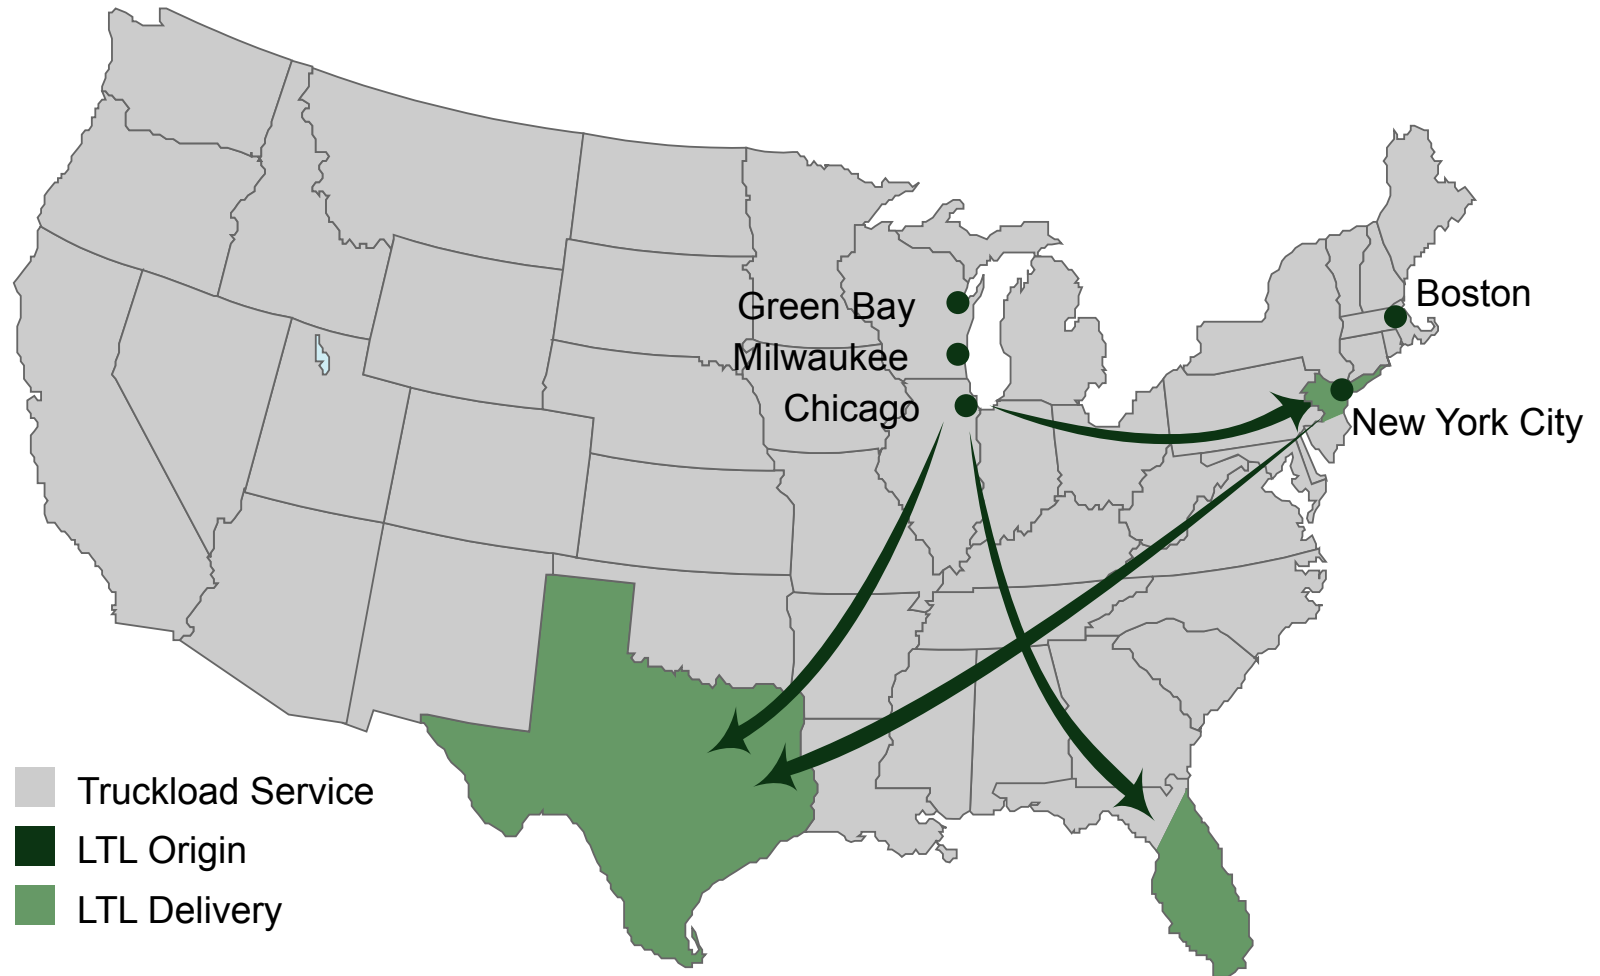 Green Bay
Milwaukee
Chicago
Boston
New York City
Truckload Service
LTL Origin
LTL Delivery